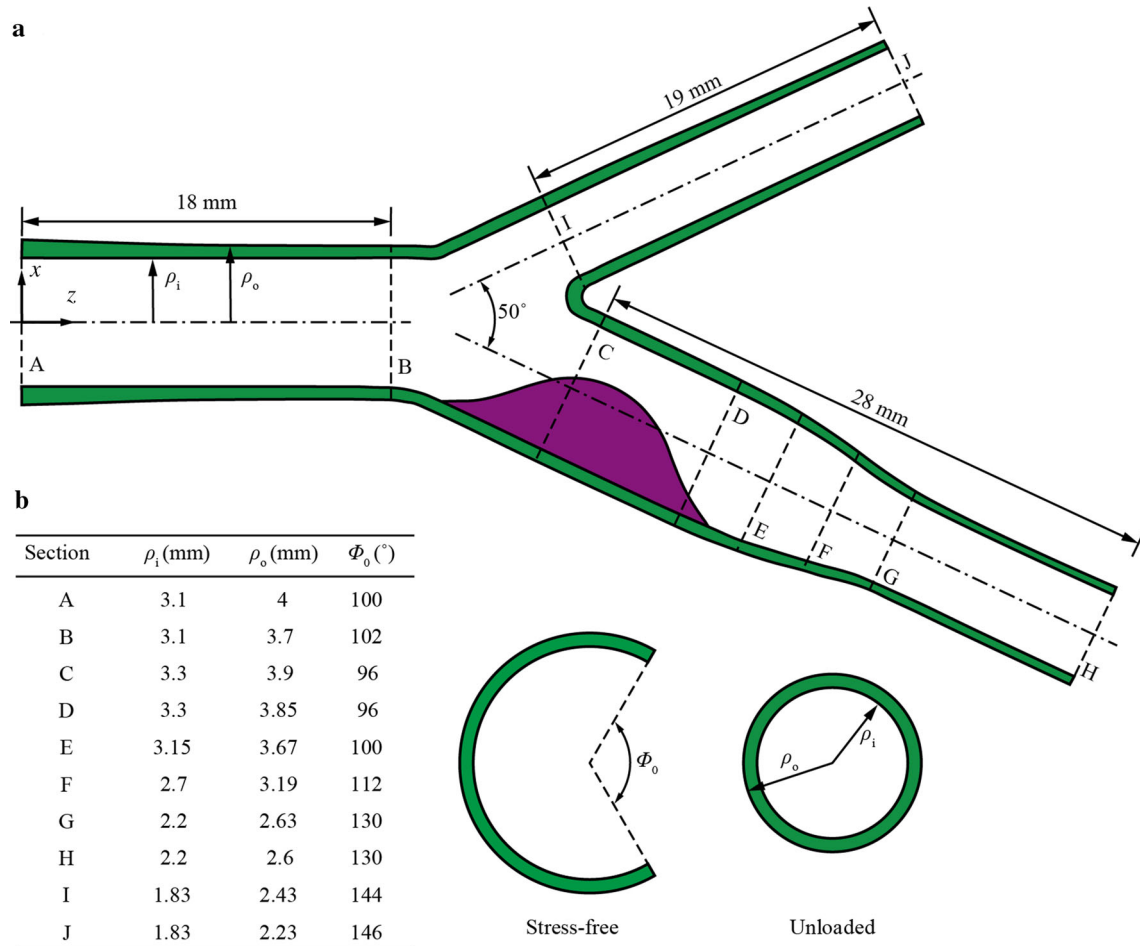 a
J
19 mm
I
18 mm
x
ρi
ρo
z
50°
A
B
C
D
28 mm
E
F
G
H
b
Section ρi (mm) ρo (mm) Φ0 (°)
A 3.1 4 100
B 3.1 3.7 102
C 3.3 3.9 96
D 3.3 3.85 96
E 3.15 3.67 100
F 2.7 3.19 112
G 2.2 2.63 130
H 2.2 2.6 130
I 1.83 2.43 144
J 1.83 2.23 146
Φ0
ρi
ρo
Stress-free
Unloaded